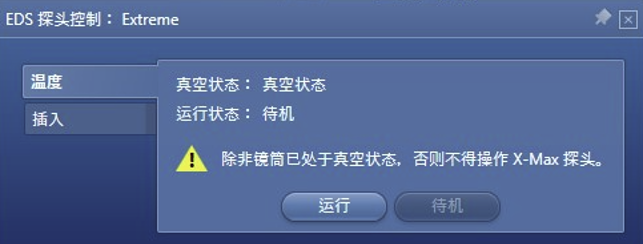 EDS 探头控制： Extreme
温度
插入
真空状态： 真空状态
运行状态： 待机
除非镜筒已处于真空状态，否则不得操作 X-Max 探头。
运行
待机